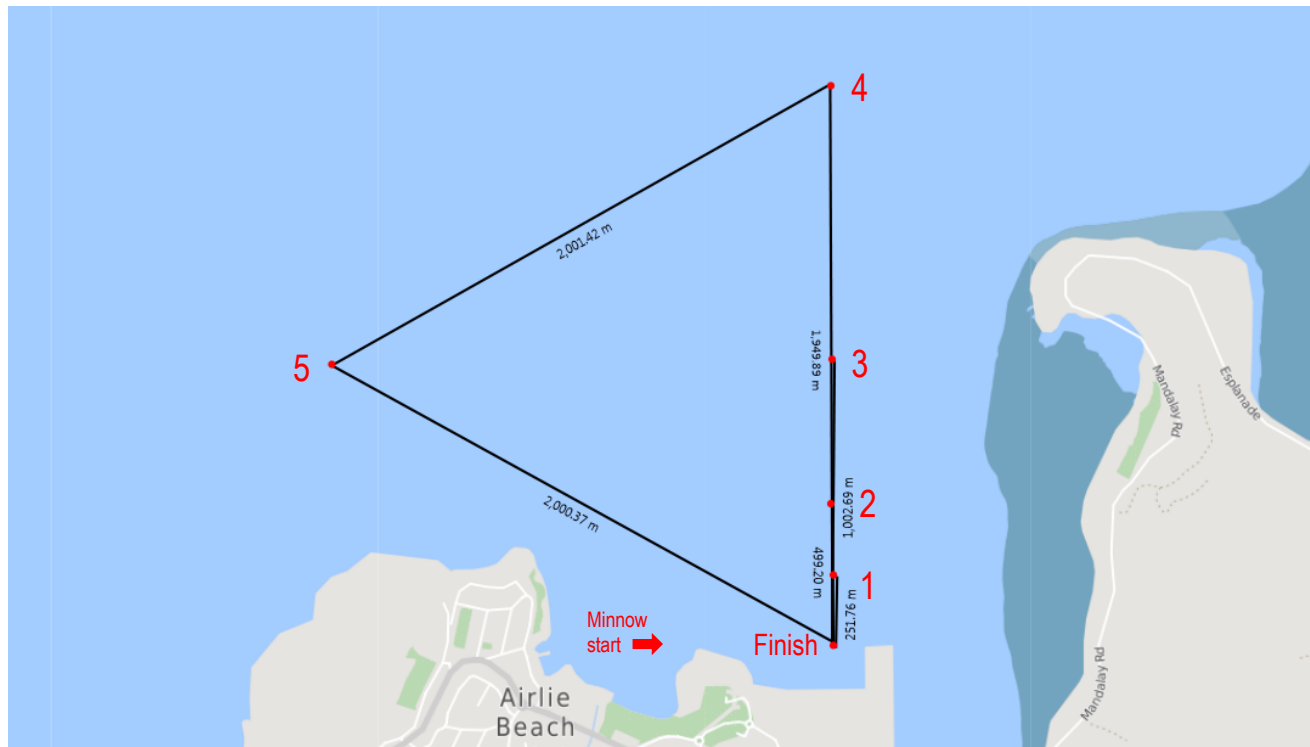 4
2,001.42 m
5
1,949.89 m
3
Mandalay Rd
Esplanade
2,000.37 m
1,002.69 m
2
499.20 m
1
251.76 m
Minnow
start
Finish
Mandalay Rd
Airlie
Beach